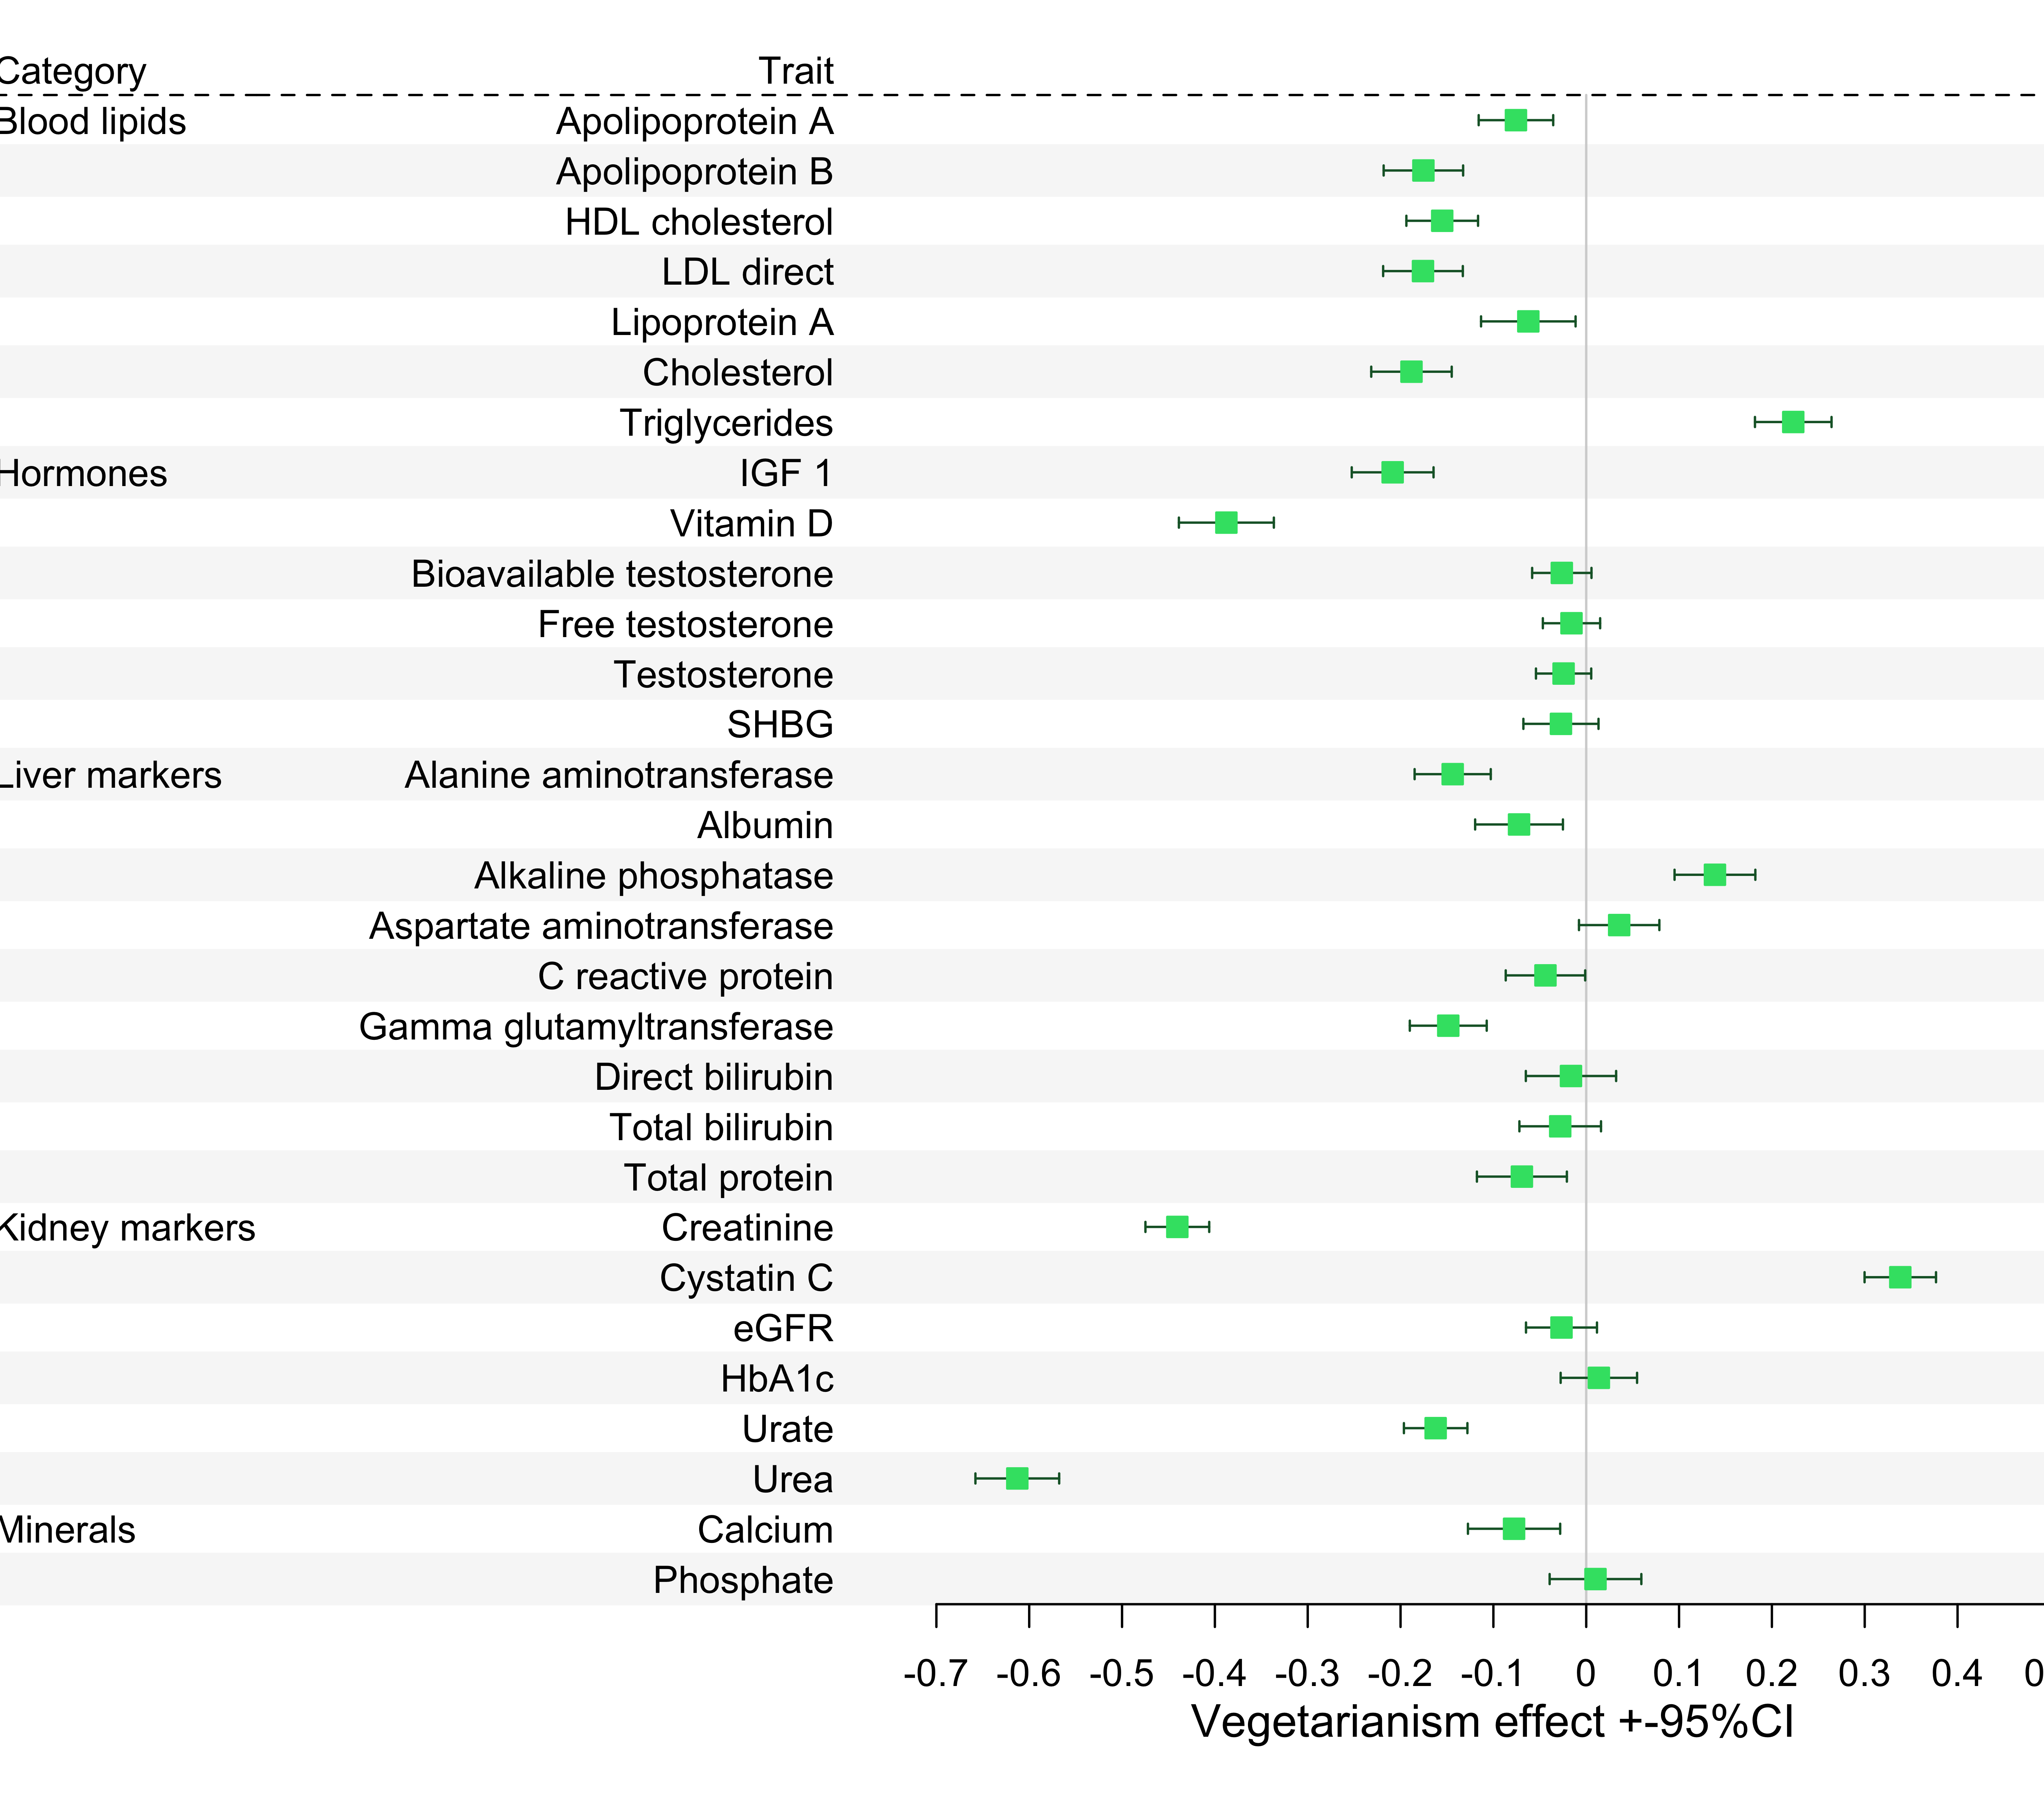 Category Trait
Blood lipids Apolipoprotein A
Apolipoprotein B
HDL cholesterol
LDL direct
Lipoprotein A
Cholesterol
Triglycerides
Hormones IGF 1
Vitamin D
Bioavailable testosterone
Free testosterone
Testosterone
SHBG
Liver markers Alanine aminotransferase
Albumin
Alkaline phosphatase
Aspartate aminotransferase
C reactive protein
Gamma glutamyltransferase
Direct bilirubin
Total bilirubin
Total protein
Kidney markers Creatinine
Cystatin C
eGFR
HbA1c
Urate
Urea
Minerals Calcium
Phosphate
-0.7 -0.6 -0.5 -0.4 -0.3 -0.2 -0.1 0 0.1 0.2 0.3 0.4
Vegetarianism effect +-95%CI